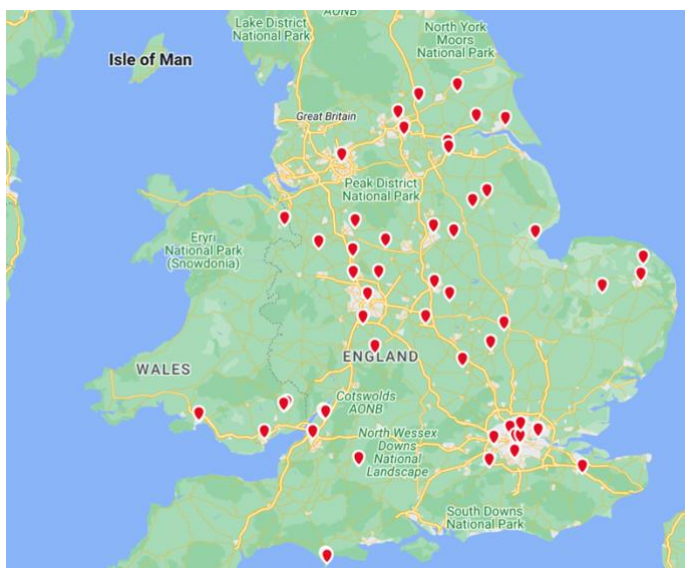 AONB
Lake District
National Park
North York
Moors
National Park
Isle of Man
Great Britain
Peak District
National Park
Eryri
National Park
(Snowdonia)
WALES
ENGLAND
Cotswolds
AONB
North Wessex
Downs
National
Landscape
South Downs
National Park